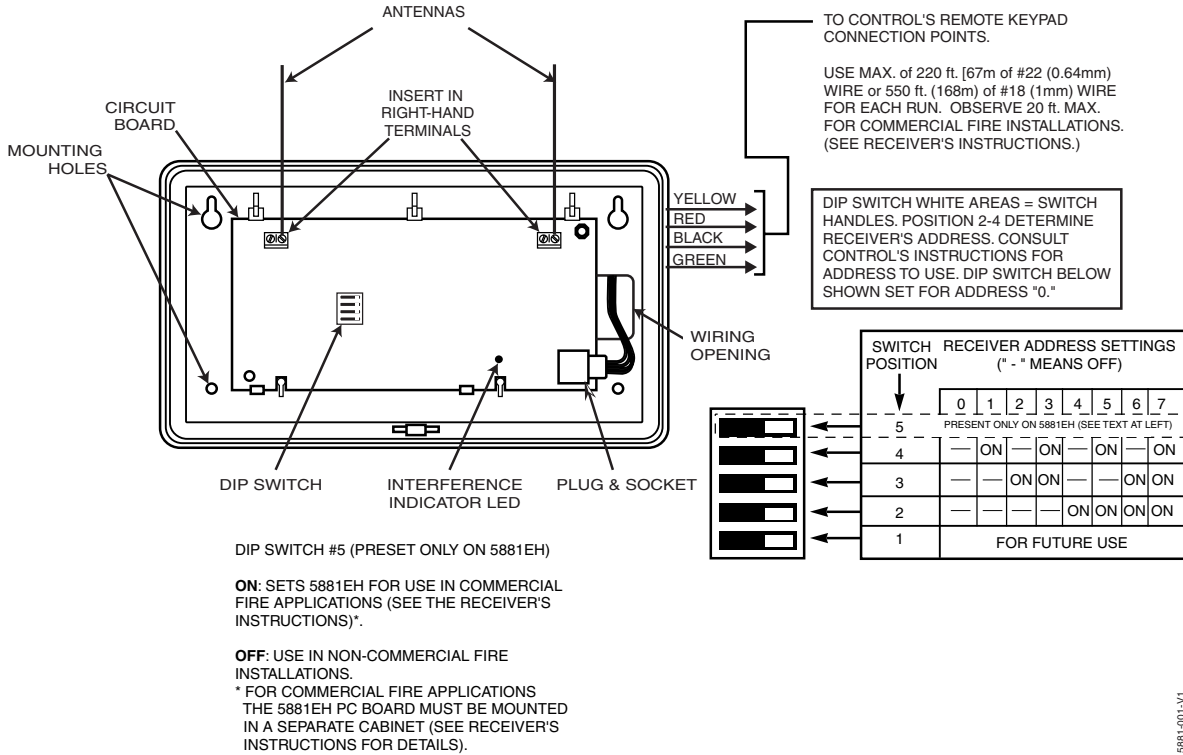 ANTENNAS
CIRCUIT
BOARD
MOUNTING
HOLES
INSERT IN
RIGHT-HAND
TERMINALS
YELLOW
RED
BLACK
GREEN
WIRING
OPENING
DIP SWITCH
INTERFERENCE
INDICATOR LED
PLUG & SOCKET
TO CONTROL'S REMOTE KEYPAD
CONNECTION POINTS.
USE MAX. of 220 ft. [67m of #22 (0.64mm)
WIRE or 550 ft. (168m) of #18 (1mm) WIRE
FOR EACH RUN. OBSERVE 20 ft. MAX.
FOR COMMERCIAL FIRE INSTALLATIONS.
(SEE RECEIVER'S INSTRUCTIONS.)
DIP SWITCH WHITE AREAS = SWITCH
HANDLES. POSITION 2-4 DETERMINE
RECEIVER'S ADDRESS. CONSULT
CONTROL'S INSTRUCTIONS FOR
ADDRESS TO USE. DIP SWITCH BELOW
SHOWN SET FOR ADDRESS "0."
SWITCH
POSITION
RECEIVER ADDRESS SETTINGS
(" - " MEANS OFF)
0 1 2 3 4 5 6 7
5 PRESENT ONLY ON 5881EH (SEE TEXT AT LEFT)
4 — ON — ON — ON — ON
3 — — ON ON — — ON ON
2 — — — — ON ON ON ON
1 FOR FUTURE USE
DIP SWITCH #5 (PRESET ONLY ON 5881EH)
ON: SETS 5881EH FOR USE IN COMMERCIAL
FIRE APPLICATIONS (SEE THE RECEIVER'S
INSTRUCTIONS)*.
OFF: USE IN NON-COMMERCIAL FIRE
INSTALLATIONS.
* FOR COMMERCIAL FIRE APPLICATIONS
THE 5881EH PC BOARD MUST BE MOUNTED
IN A SEPARATE CABINET (SEE RECEIVER'S
INSTRUCTIONS FOR DETAILS).
5881-001-V1